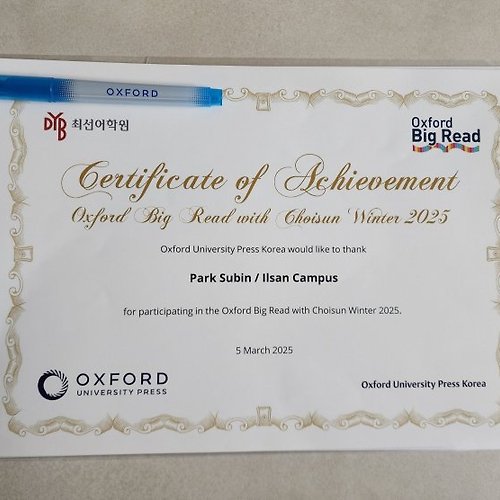 OXFORD
DYB 최선어학원
Oxford
Big Read
Certificate of Achievement
Oxford Big Read with Choisun Winter 2025
Oxford University Press Korea would like to thank
Park Subin / Ilsan Campus
for participating in the Oxford Big Read with Choisun Winter 2025.
5 March 2025
OXFORD
UNIVERSITY PRESS
Oxford University Press Korea